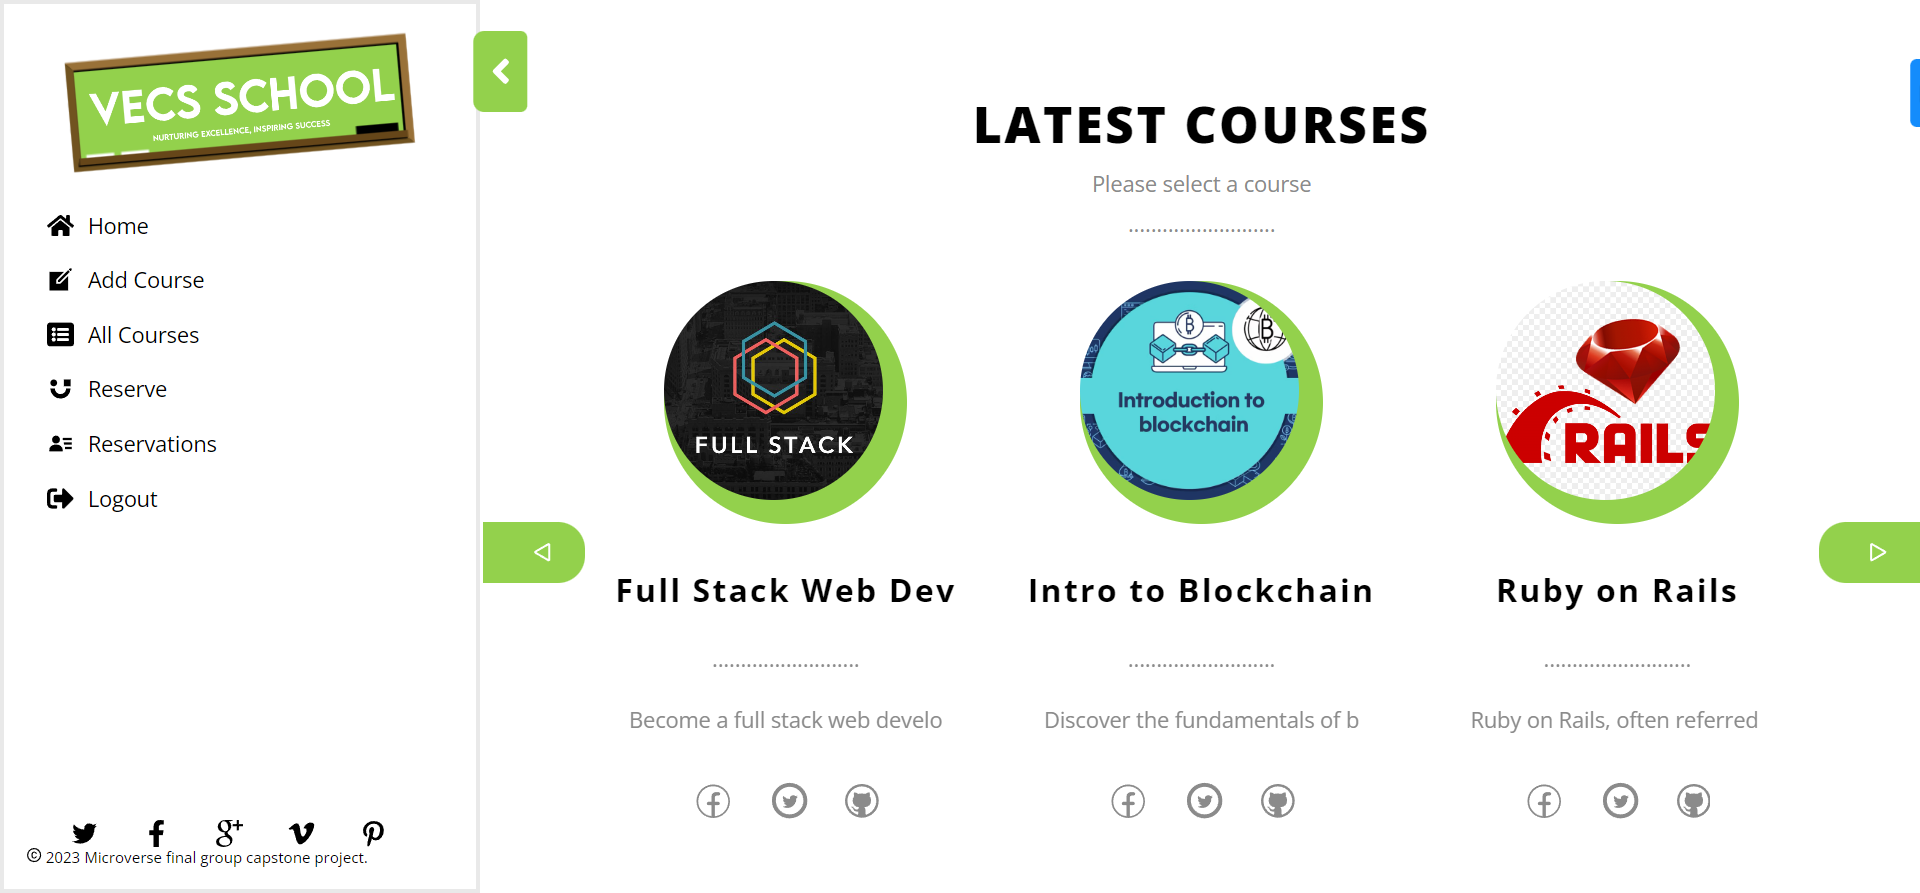 VECS SCHOOL
NURTURING EXCELLENCE, INSPIRING SUCCESS
Home
Add Course
All Courses
Reserve
Reservations
Logout
© 2023 Microverse final group capstone project.
LATEST COURSES
Please select a course
..........................
FULL STACK
Full Stack Web Dev
..........................
Become a full stack web develo
Introduction to
blockchain
Intro to Blockchain
..........................
Discover the fundamentals of b
RAILS
Ruby on Rails
..........................
Ruby on Rails, often referred